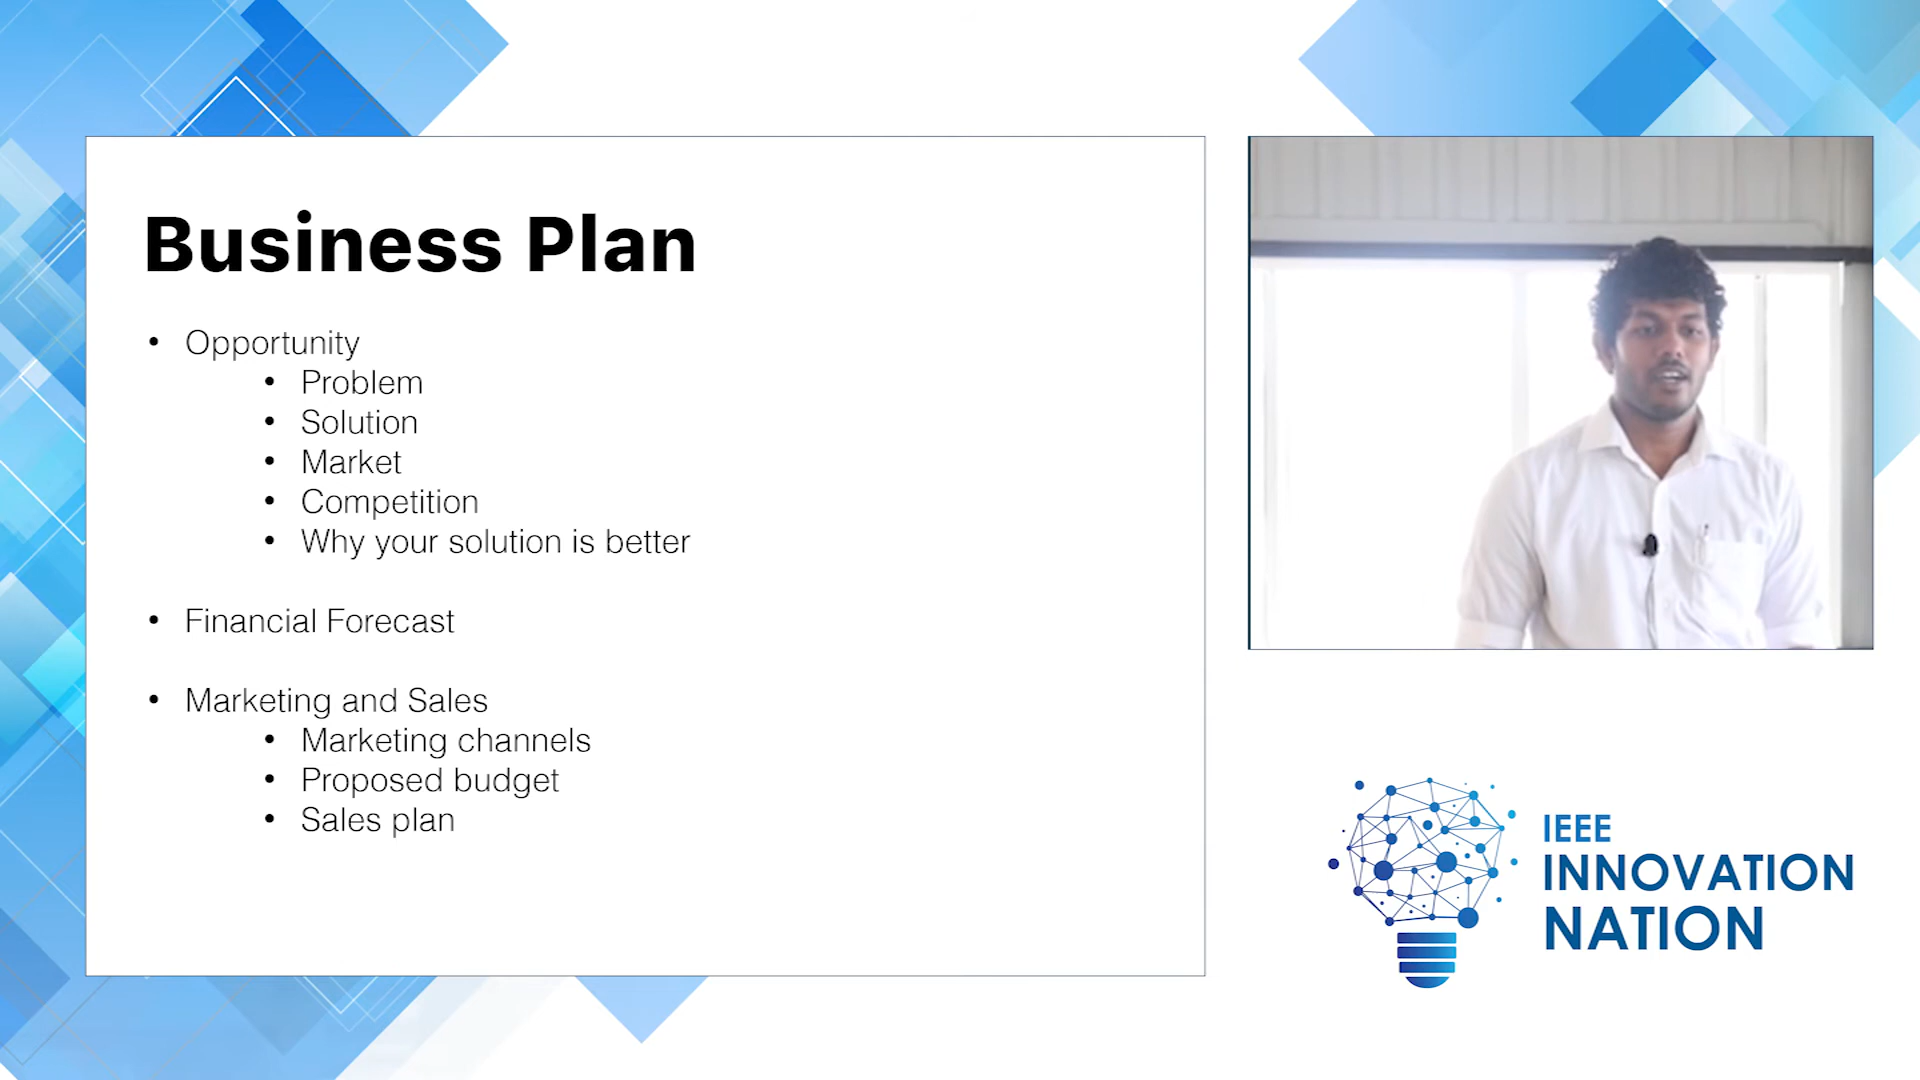 Business Plan
• Opportunity
• Problem
• Solution
• Market
• Competition
• Why your solution is better
• Financial Forecast
• Marketing and Sales
• Marketing channels
• Proposed budget
• Sales plan
IEEE
INNOVATION
NATION